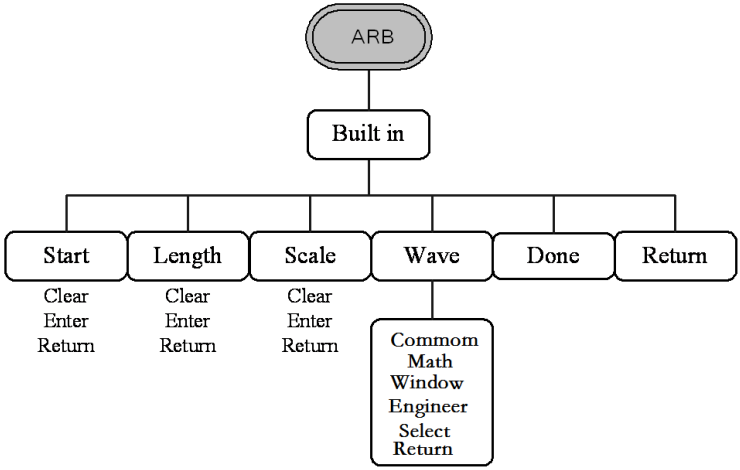 ARB
Built in
Start
Length
Scale
Wave
Done
Return
Clear
Enter
Return
Clear
Enter
Return
Clear
Enter
Return
Commom
Math
Window
Engineer
Select
Return